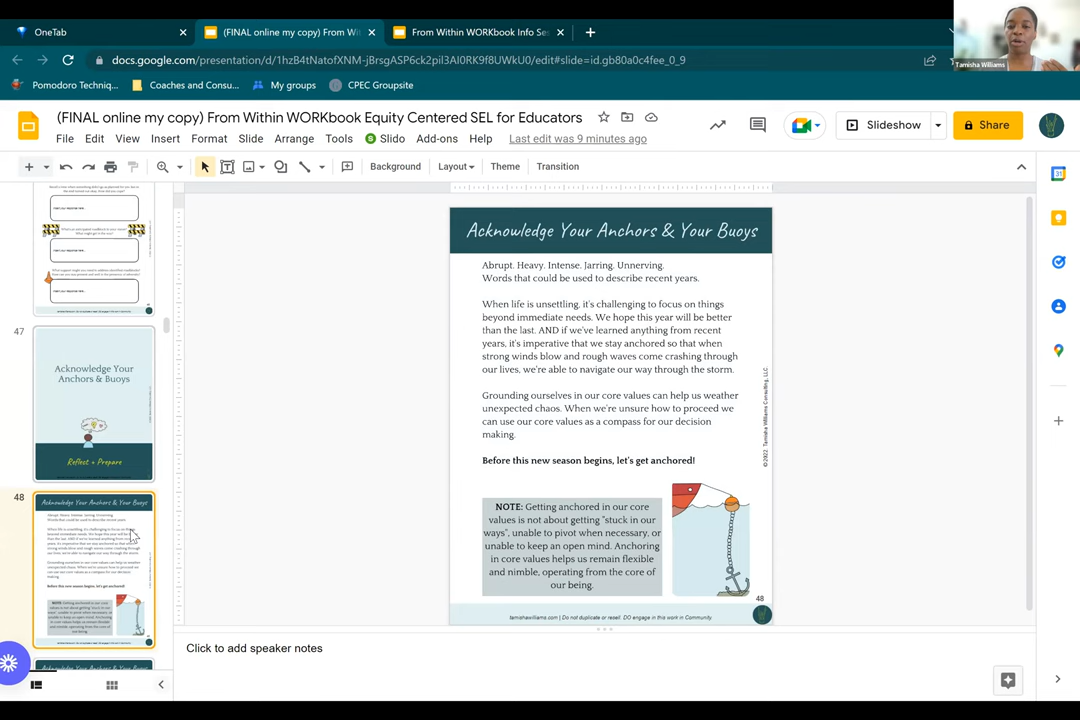 OneTab
(FINAL online my copy) From Wi
From Within WORKbook Info Se
docs.google.com/presentation/d/1hzB4tNatofXNM-jBrsgASP6ck2pil3AI0RK9f8UWkU0/edit#slide=id.gb80a0c4fee_0_9
Tamisha Williams
Pomodoro Techniq...
Coaches and Consu...
My groups
CPEC Groupsite
(FINAL online my copy) From Within WORKbook Equity Centered SEL for Educators
File Edit View Insert Format Slide Arrange Tools Slido Add-ons Help Last edit was 9 minutes ago
Slideshow
Share
Background Layout Theme Transition
47
Acknowledge Your
Anchors & Buoys
Reflect + Prepare
48
Acknowledge Your Anchors & Your Buoys
Acknowledge Your Anchors & Your Buoys
Abrupt. Heavy. Intense. Jarring. Unnerving.
Words that could be used to describe recent years.
When life is unsettling, it's challenging to focus on things
beyond immediate needs. We hope this year will be better
than the last. AND if we've learned anything from recent
years, it's imperative that we stay anchored so that when
strong winds blow and rough waves come crashing through
our lives, we're able to navigate our way through the storm.
Grounding ourselves in our core values can help us weather
unexpected chaos. When we're unsure how to proceed we
can use our core values as a compass for our decision
making.
Before this new season begins, let's get anchored!
NOTE: Getting anchored in our core
values is not about getting "stuck in our
ways", unable to pivot when necessary, or
unable to keep an open mind. Anchoring
in core values helps us remain flexible
and nimble, operating from the core of
our being.
©2022. Tamisha Williams Consulting, LLC.
48
tamishawilliams.com | Do not duplicate or resell. DO engage in this work in Community
Click to add speaker notes